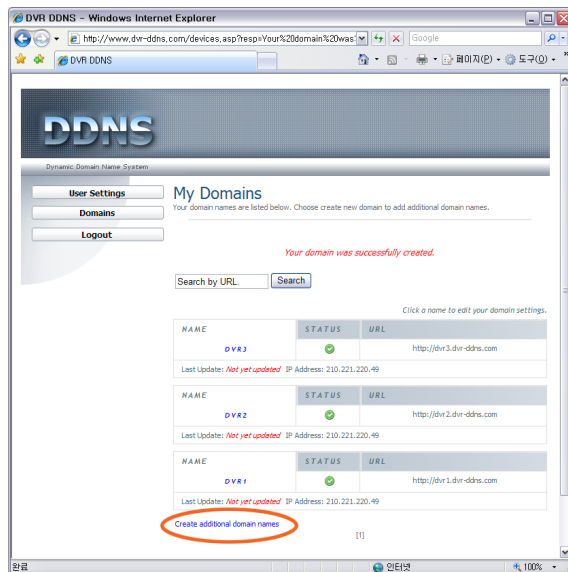 DVR DDNS - Windows Internet Explorer
http://www.dvr-ddns.com/devices.asp?resp=Your%20domain%20was
Google
DVR DDNS
페이지(P)
도구(O)
DDNS
Dynamic Domain Name System
User Settings
Domains
Logout
My Domains
Your domain names are listed below. Choose create new domain to add additional domain names.
Your domain was successfully created.
Search by URL.
Search
Click a name to edit your domain settings.
NAME STATUS URL
DVR3 http://dvr3.dvr-ddns.com
Last Update: Not yet updated IP Address: 210.221.220.49
NAME STATUS URL
DVR2 http://dvr2.dvr-ddns.com
Last Update: Not yet updated IP Address: 210.221.220.49
NAME STATUS URL
DVR1 http://dvr1.dvr-ddns.com
Last Update: Not yet updated IP Address: 210.221.220.49
Create additional domain names
[1]
완료
인터넷
100%